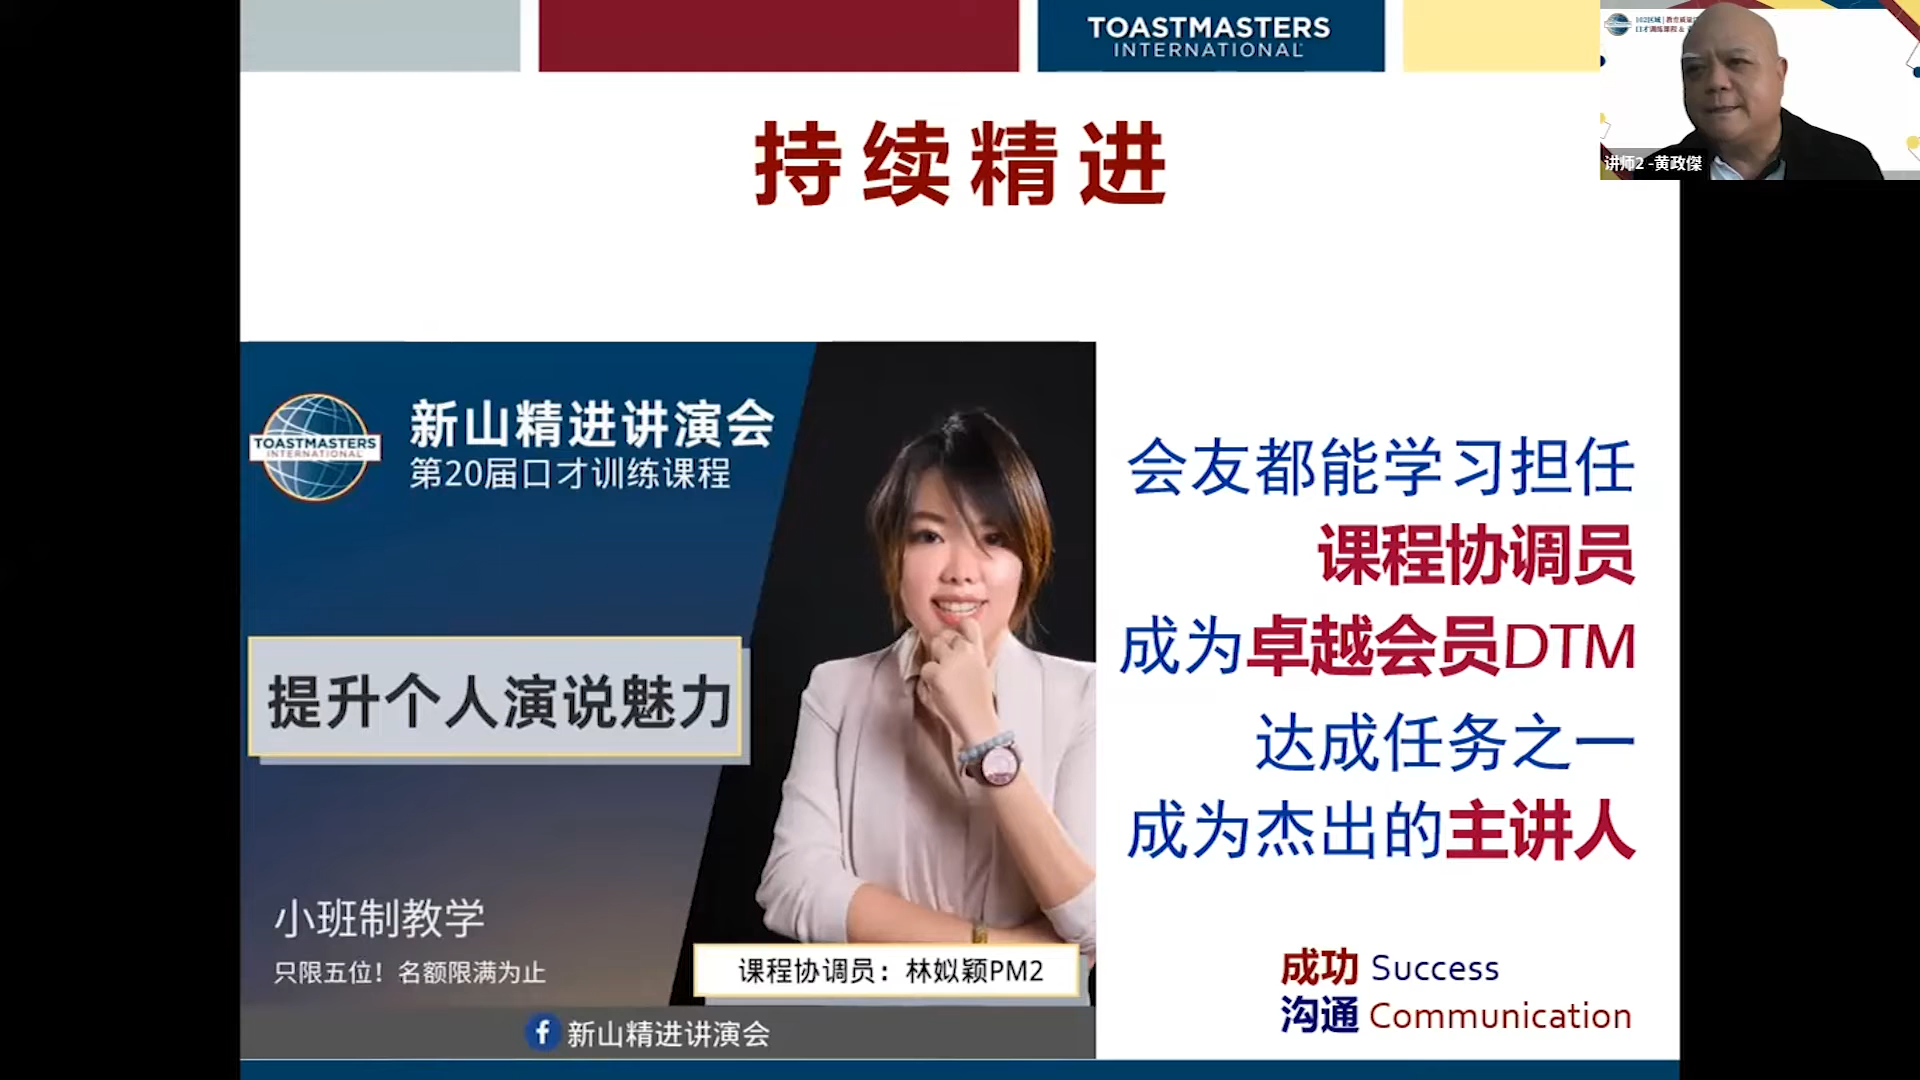 TOASTMASTERS
INTERNATIONAL
持续精进
讲师2 -黄政傑
TOASTMASTERS
INTERNATIONAL
新山精进讲演会
第20届口才训练课程
提升个人演说魅力
小班制教学
只限五位！名额限满为止
课程协调员：林姒颖PM2
新山精进讲演会
会友都能学习担任
课程协调员
成为卓越会员DTM
达成任务之一
成为杰出的主讲人
成功 Success
沟通 Communication